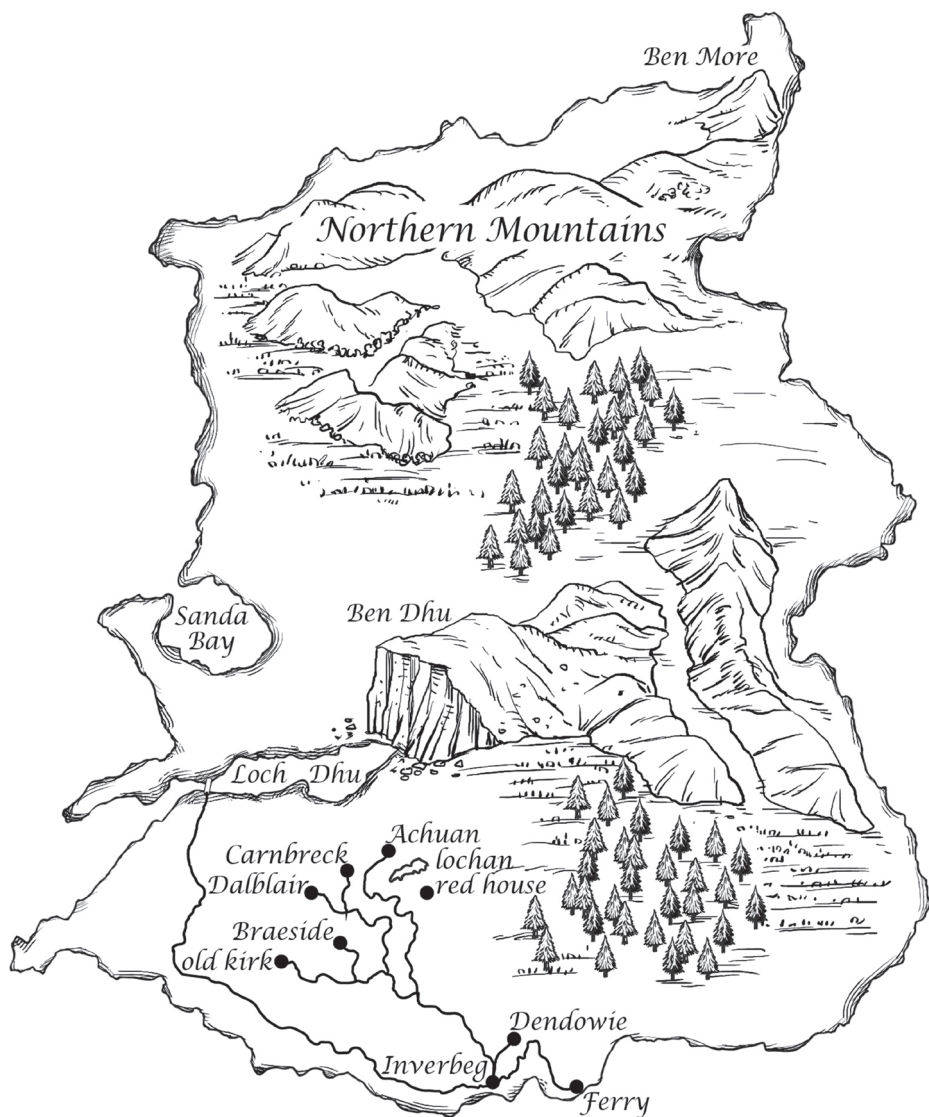 Ben More
Northern Mountains
Sanda
Bay
Ben Dhu
Loch Dhu
Achuan
Carnbreck
lochan
Dalblair
red house
Braeside
old kirk
Dendowie
Inverbeg
Ferry